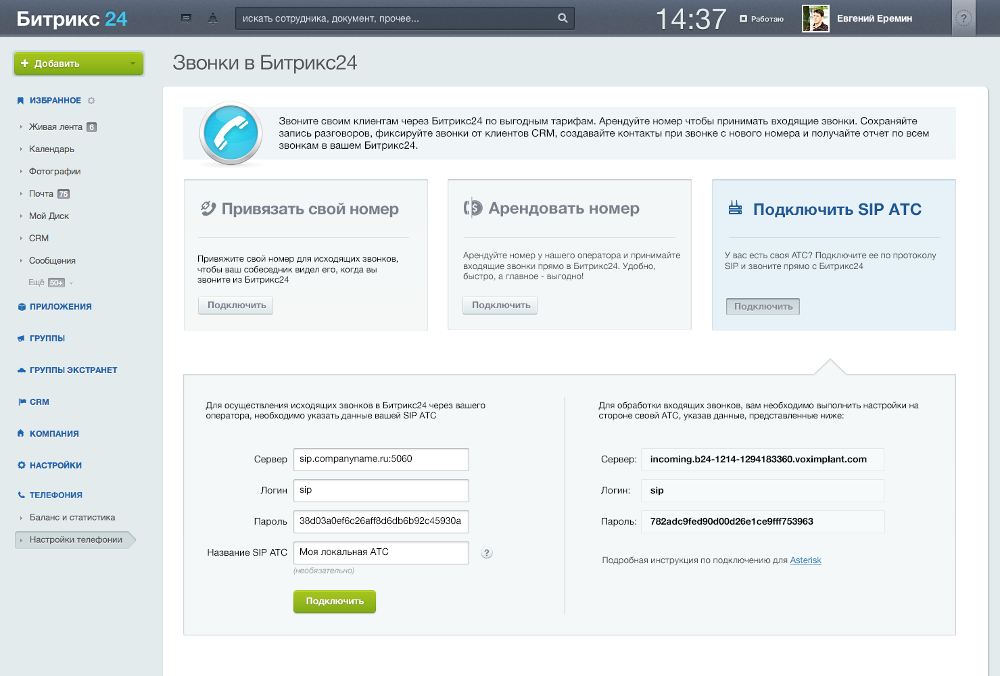 Битрикс 24
искать сотрудника, документ, прочее...
14:37
Работаю
Евгений Еремин
?
Добавить
ИЗБРАННОЕ
Живая лента 6
Календарь
Фотографии
Почта 75
Мой Диск
CRM
Сообщения
Ещё 50+
ПРИЛОЖЕНИЯ
ГРУППЫ
ГРУППЫ ЭКСТРАНЕТ
CRM
КОМПАНИЯ
НАСТРОЙКИ
ТЕЛЕФОНИЯ
Баланс и статистика
Настройки телефонии
Звонки в Битрикс24
Звоните своим клиентам через Битрикс24 по выгодным тарифам. Арендуйте номер чтобы принимать входящие звонки. Сохраняйте
запись разговоров, фиксируйте звонки от клиентов CRM, создавайте контакты при звонке с нового номера и получайте отчет по всем
звонкам в вашем Битрикс24.
Привязать свой номер
Привяжите свой номер для исходящих звонков,
чтобы ваш собеседник видел его, когда вы
звоните из Битрикс24
Подключить
Арендовать номер
Арендуйте номер у нашего оператора и принимайте
входящие звонки прямо в Битрикс24. Удобно,
быстро, а главное - выгодно!
Подключить
Подключить SIP АТС
У вас есть своя АТС? Подключите ее по протоколу
SIP и звоните прямо с Битрикс24
Подключить
Для осуществления исходящих звонков в Битрикс24 через вашего
оператора, необходимо указать данные вашей SIP АТС
Сервер sip.companyname.ru:5060
Логин sip
Пароль 38d03a0ef6c26aff8d6db6b92c45930a
Название SIP АТС Моя локальная АТС ?
(необязательно)
Подключить
Для обработки входящих звонков, вам необходимо выполнить настройки на
стороне своей АТС, указав данные, представленные ниже:
Сервер: incoming.b24-1214-1294183360.voximplant.com
Логин: sip
Пароль: 782adc9fed90d00d26e1ce9fff753963
Подробная инструкция по подключению для Asterisk